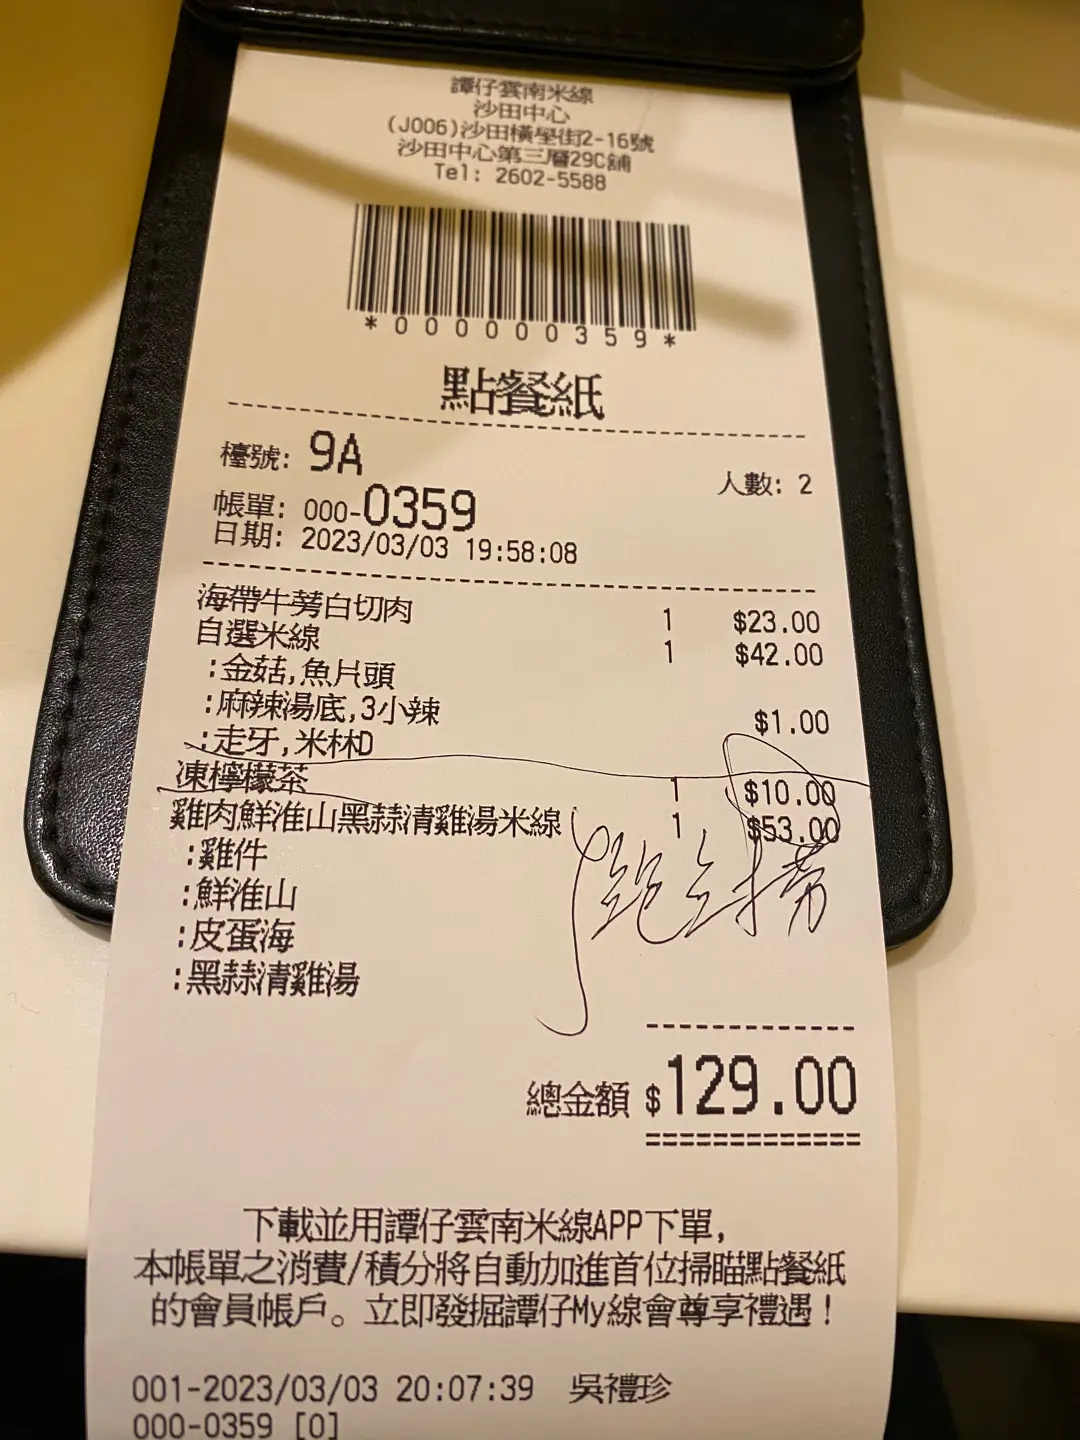 譚仔雲南米線
沙田中心
(J006)沙田橫壆街2-16號
沙田中心第三層29C舖
Tel: 2602-5588
*000000359*
點餐紙
檯號: 9A 人數: 2
帳單: 000-0359
日期: 2023/03/03 19:58:08
海帶牛蒡白切肉 1 $23.00
自選米線 1 $42.00
:金菇,魚片頭
:麻辣湯底,3小辣 $1.00
:走牙,米林D
凍檸檬茶 1 $10.00
雞肉鮮淮山黑蒜清雞湯米線 1 $53.00
:雞件
:鮮淮山
:皮蛋海
:黑蒜清雞湯
總金額 $129.00
下載並用譚仔雲南米線APP下單,
本帳單之消費/積分將自動加進首位掃瞄點餐紙
的會員帳戶。立即發掘譚仔My線會尊享禮遇!
001-2023/03/03 20:07:39 吳禮珍
000-0359 [0]